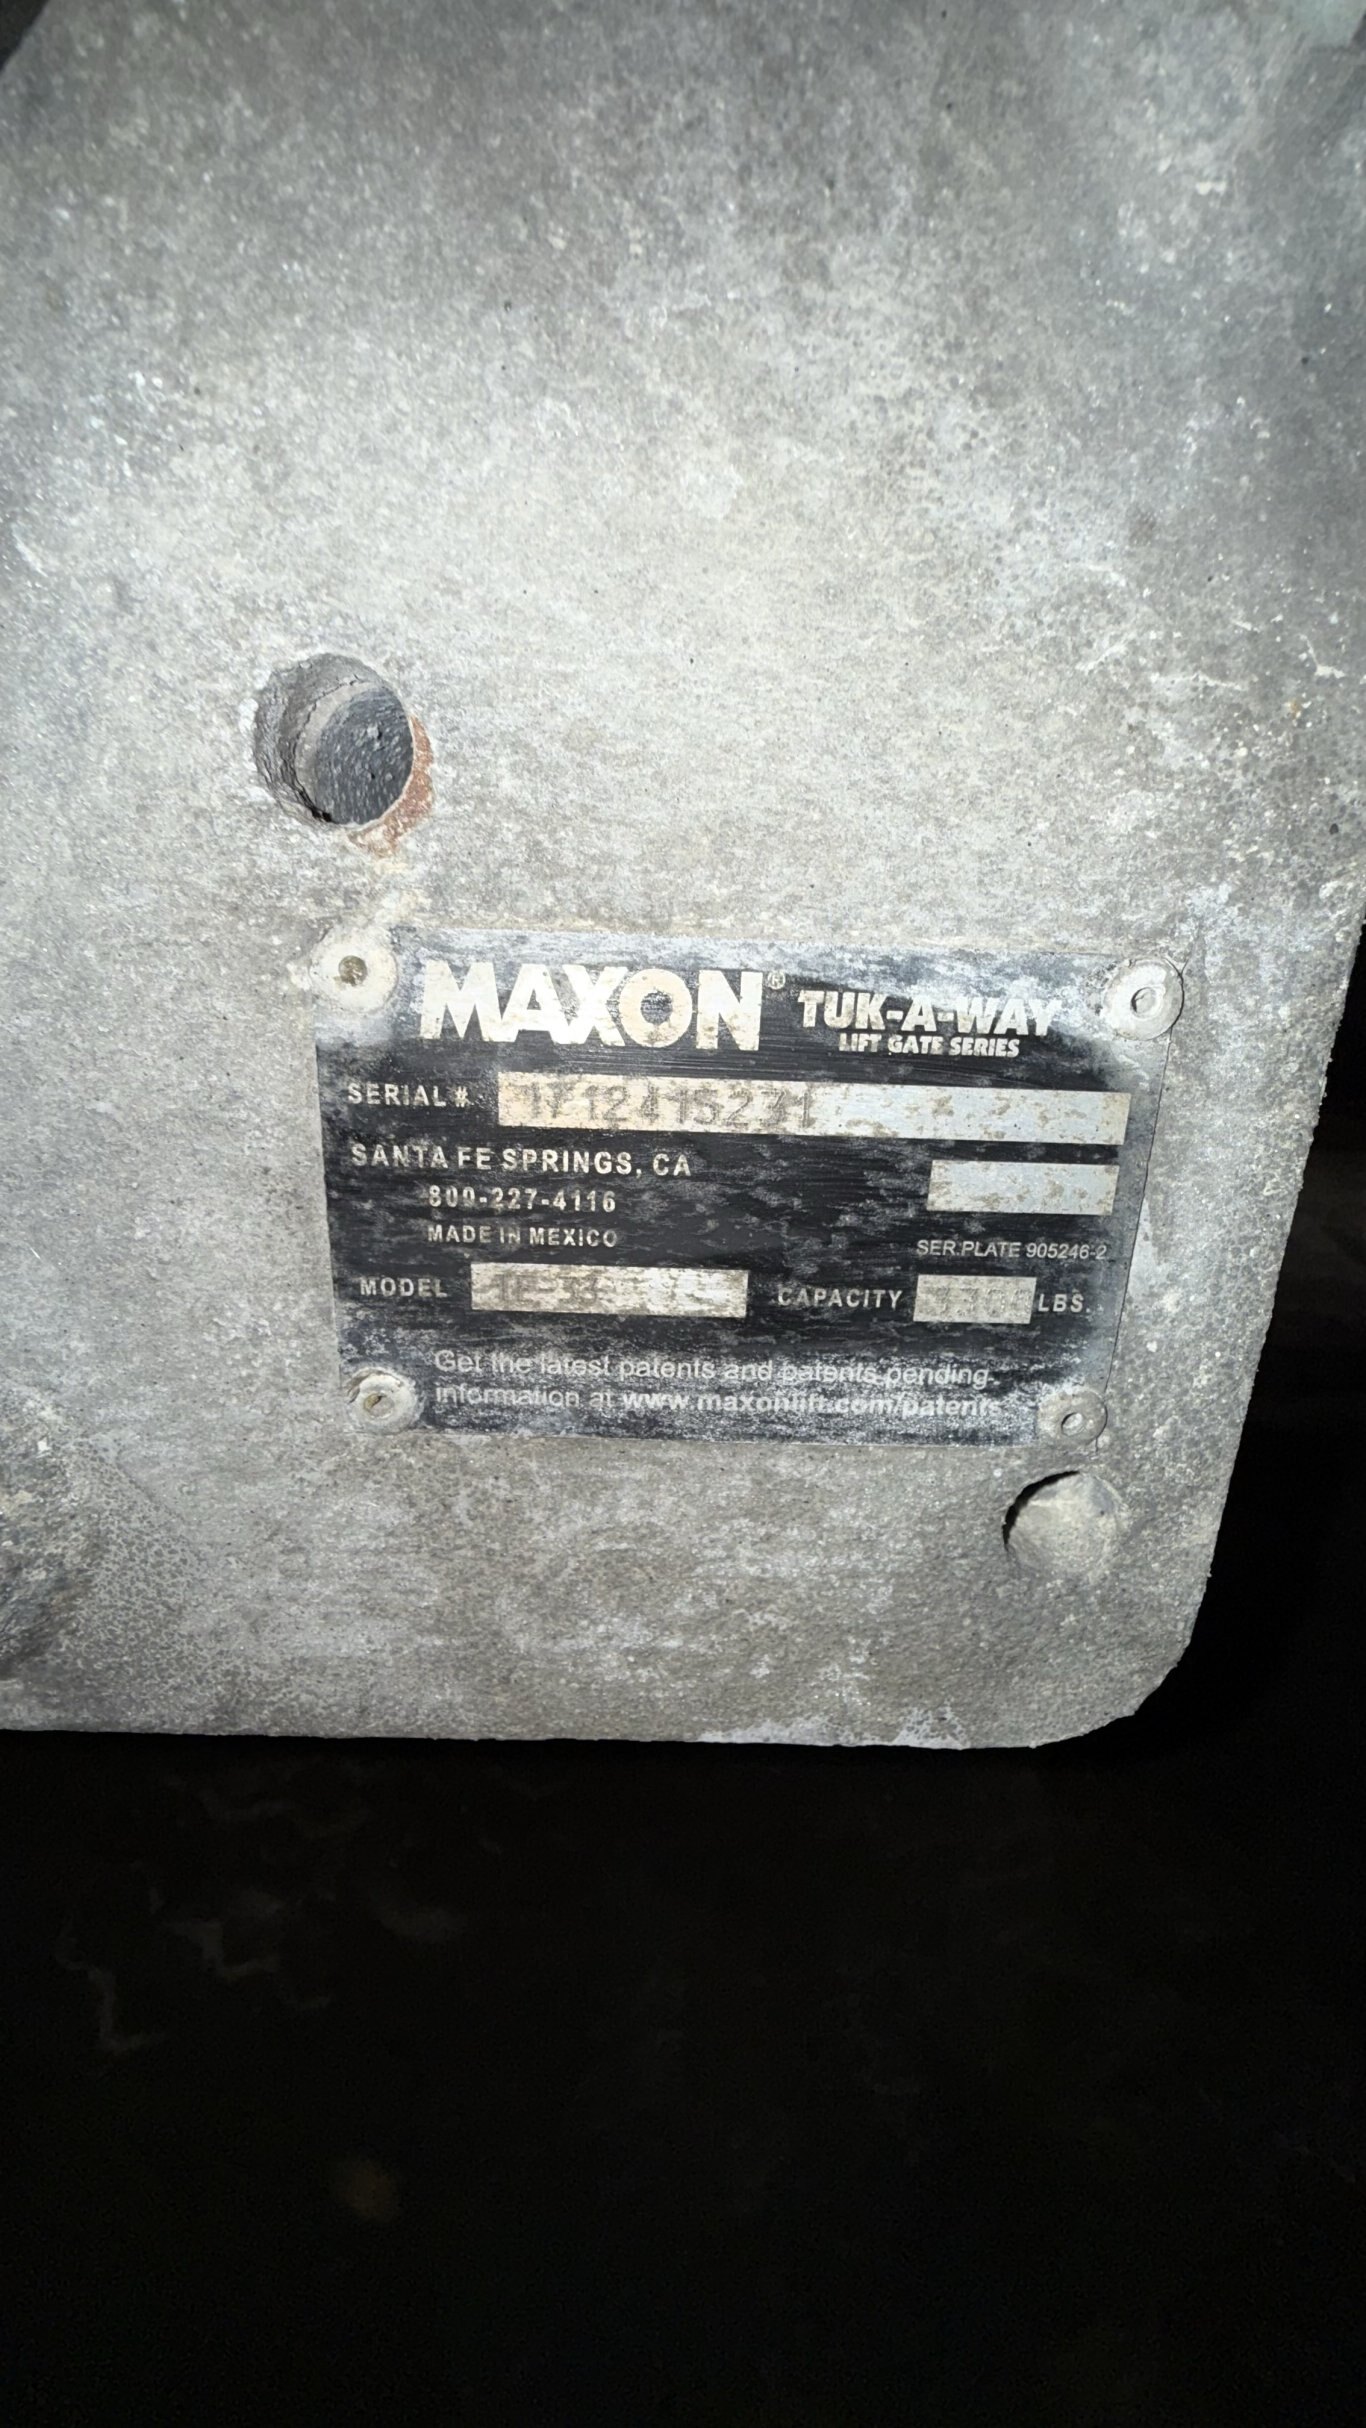 MAXON®
TUK-A-WAY
LIFT GATE SERIES
SERIAL #
SANTA FE SPRINGS, CA
800-227-4116
MADE IN MEXICO
SER.PLATE 905246-2
MODEL
CAPACITY LBS.
Get the latest patents and patents pending
information at www.maxonlift.com/patents